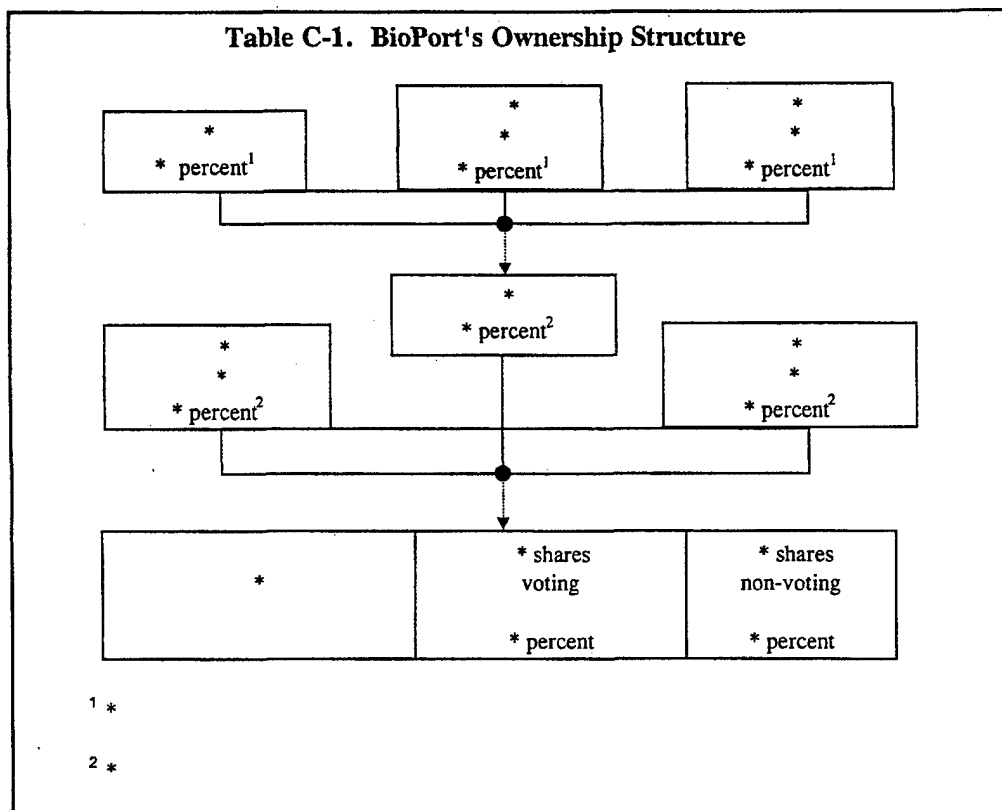 Table C-1. BioPort's Ownership Structure
*
* percent¹
*
*
* percent¹
*
*
* percent¹
*
* percent²
*
*
* percent²
*
*
* percent²
*
* shares
voting
* percent
* shares
non-voting
* percent
¹ *
² *